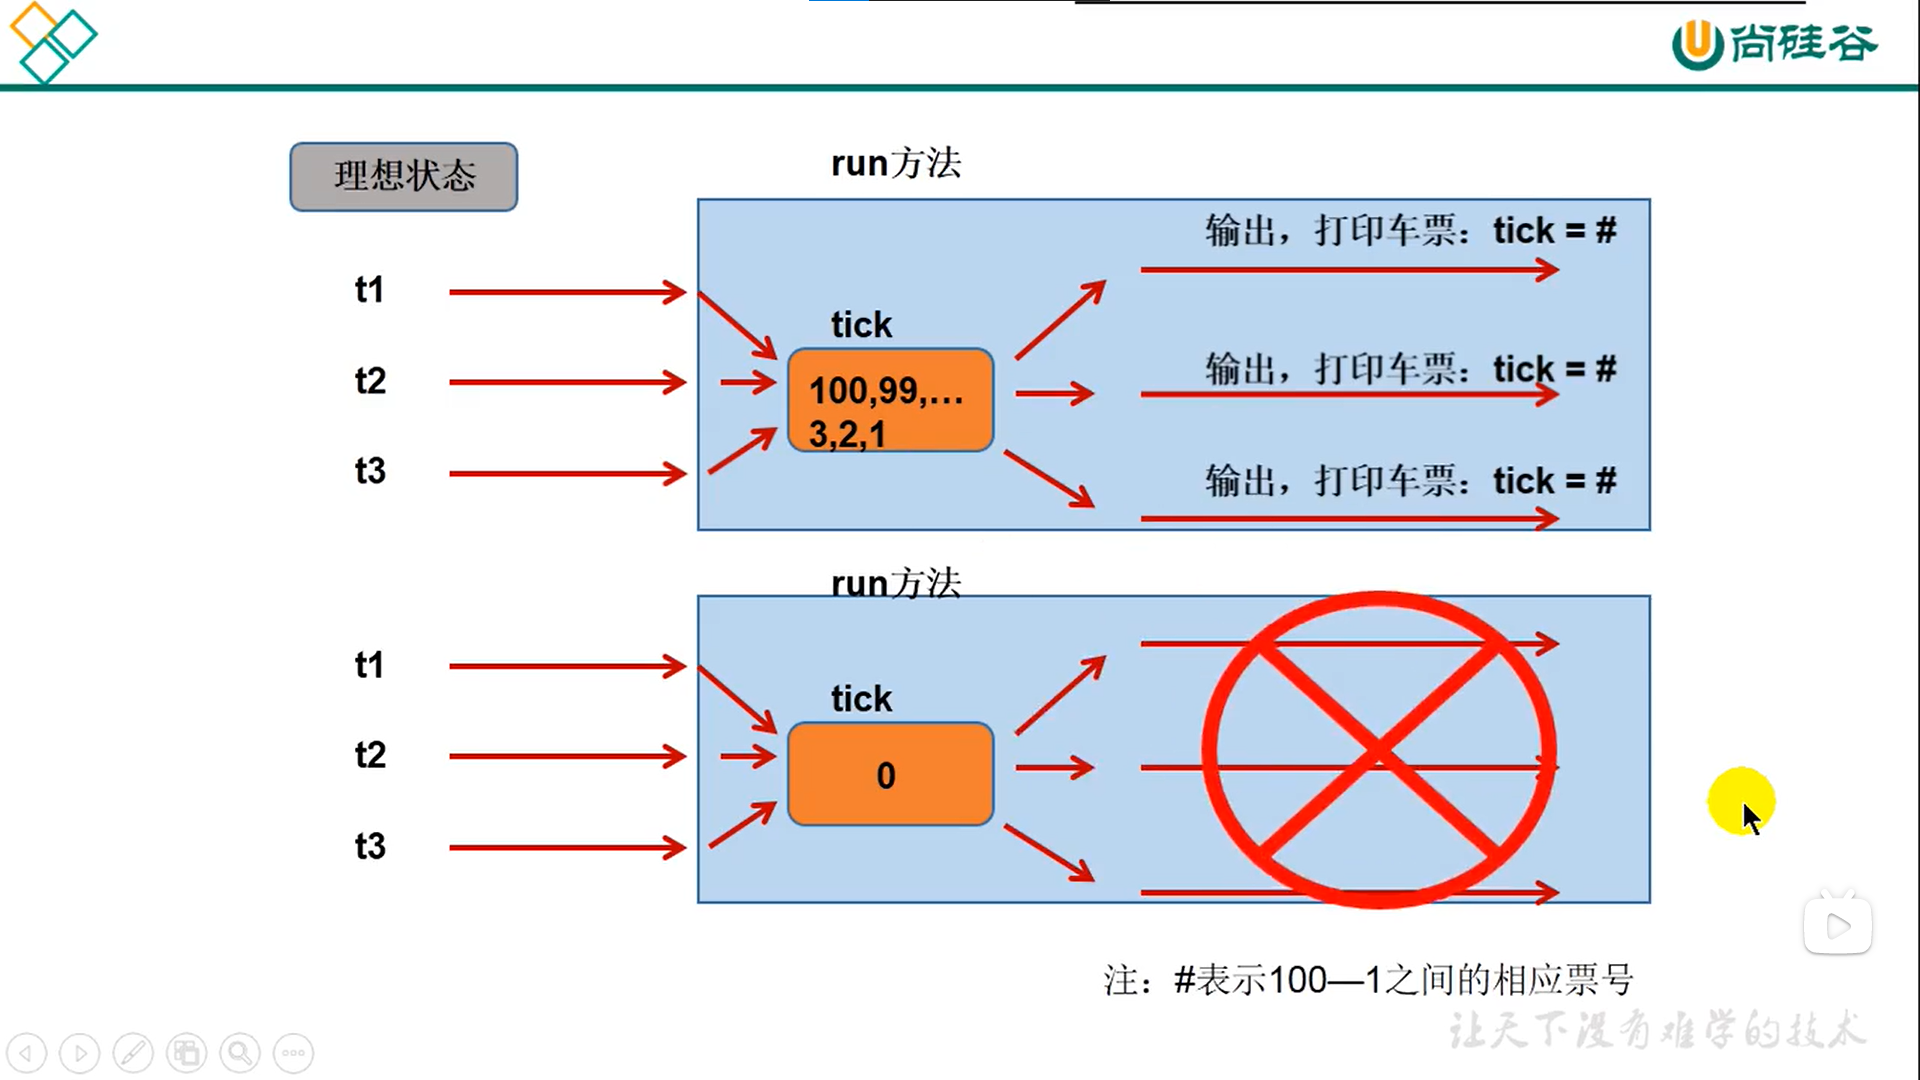 尚硅谷
理想状态
run方法
输出，打印车票：tick = #
t1
tick
输出，打印车票：tick = #
t2
100,99,…
3,2,1
t3
输出，打印车票：tick = #
run方法
t1
tick
t2
0
t3
注：#表示100—1之间的相应票号
让天下没有难学的技术